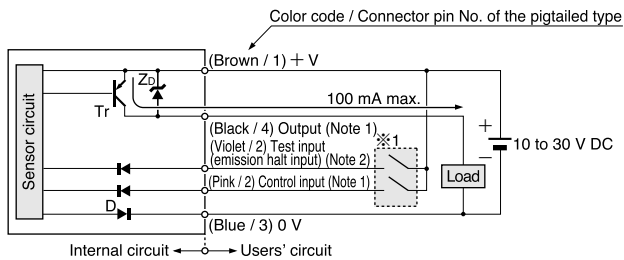 Color code / Connector pin No. of the pigtailed type
(Brown / 1) + V
ZD
Tr
100 mA max.
Sensor circuit
(Black / 4) Output (Note 1)
※1
(Violet / 2) Test input
(emission halt input) (Note 2)
+
−
10 to 30 V DC
(Pink / 2) Control input (Note 1)
Load
D
(Blue / 3) 0 V
Internal circuit
Users' circuit